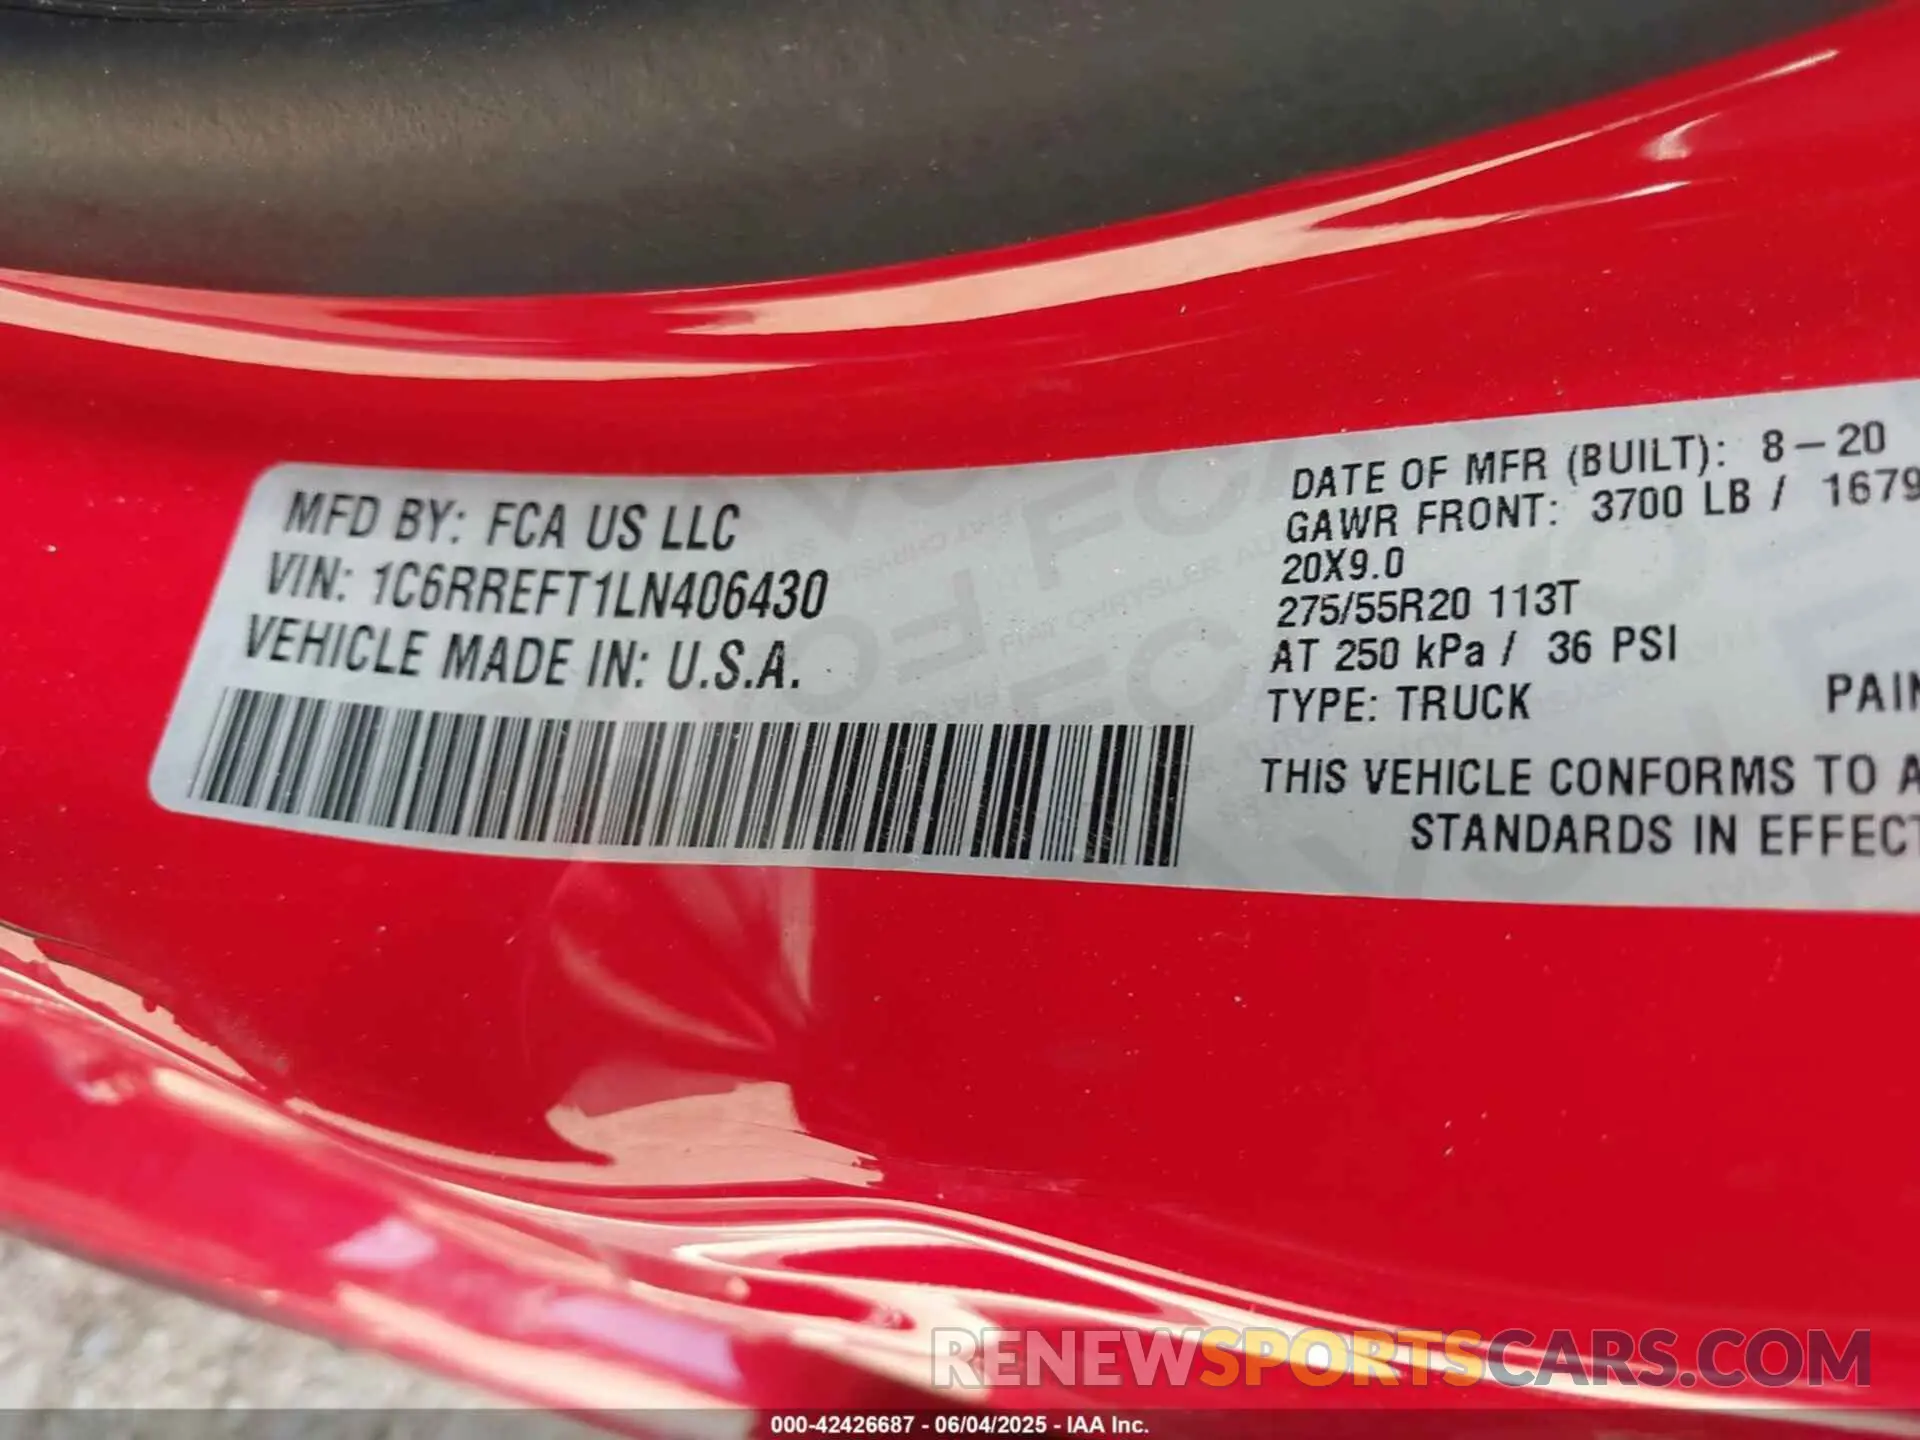 MFD BY: FCA US LLC
VIN: 1C6RREFT1LN406430
VEHICLE MADE IN: U.S.A.
DATE OF MFR (BUILT): 8-20
GAWR FRONT: 3700 LB / 1679
20X9.0
275/55R20 113T
AT 250 kPa / 36 PSI
TYPE: TRUCK
PAIN
THIS VEHICLE CONFORMS TO A
STANDARDS IN EFFECT
RENEWSPORTSCARS.COM
000-42426687 - 06/04/2025 - IAA Inc.